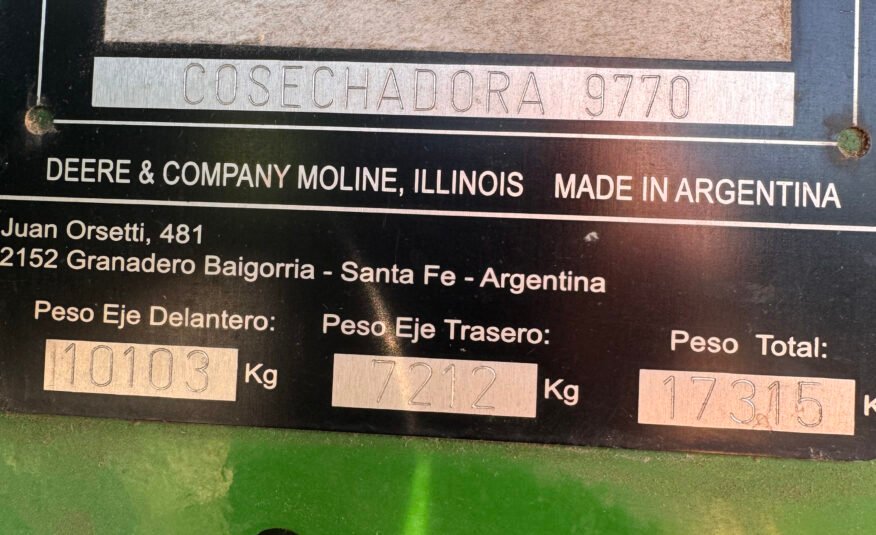 COSECHADORA 9770
DEERE & COMPANY MOLINE, ILLINOIS MADE IN ARGENTINA
Juan Orsetti, 481
2152 Granadero Baigorria - Santa Fe - Argentina
Peso Eje Delantero: Peso Eje Trasero: Peso Total:
10103 Kg 7212 Kg 17315